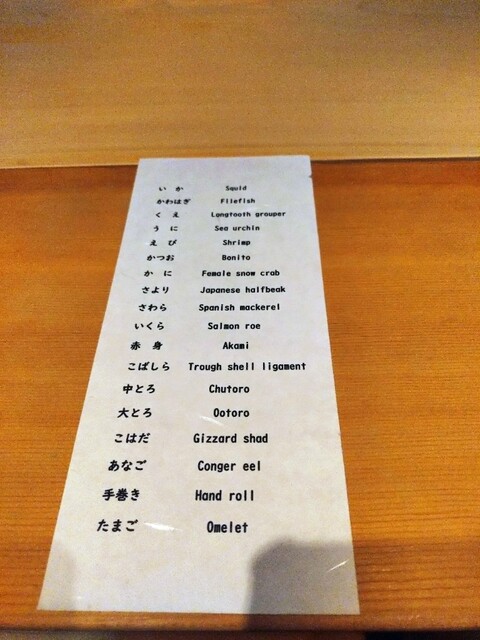 いか Squid
かわはぎ Filefish
くえ Longtooth grouper
うに Sea urchin
えび Shrimp
かつお Bonito
かに Female snow crab
さより Japanese halfbeak
さわら Spanish mackerel
いくら Salmon roe
赤身 Akami
こばしら Trough shell ligament
中とろ Chutoro
大とろ Ootoro
こはだ Gizzard shad
あなご Conger eel
手巻き Hand roll
たまご Omelet